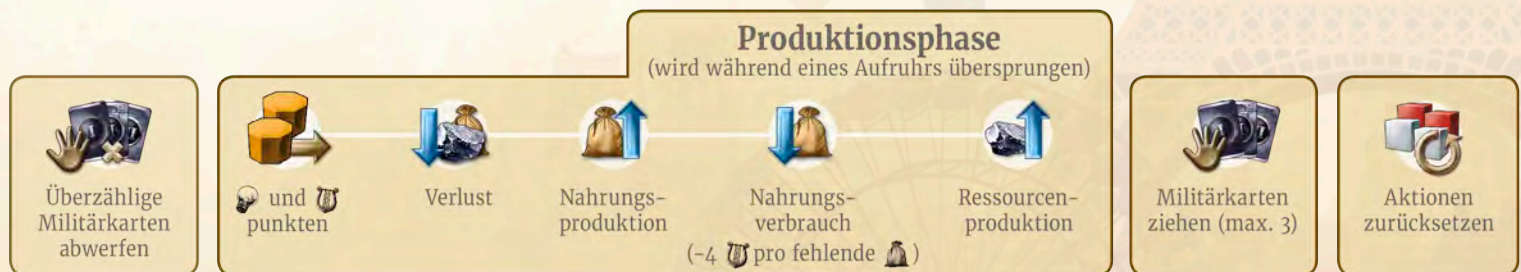 Produktionsphase
(wird während eines Aufruhrs übersprungen)
Überzählige
Militärkarten
abwerfen
und
punkten
Verlust
Nahrungs-
produktion
Nahrungs-
verbrauch
(-4 pro fehlende )
Ressourcen-
produktion
Militärkarten
ziehen (max. 3)
Aktionen
zurücksetzen